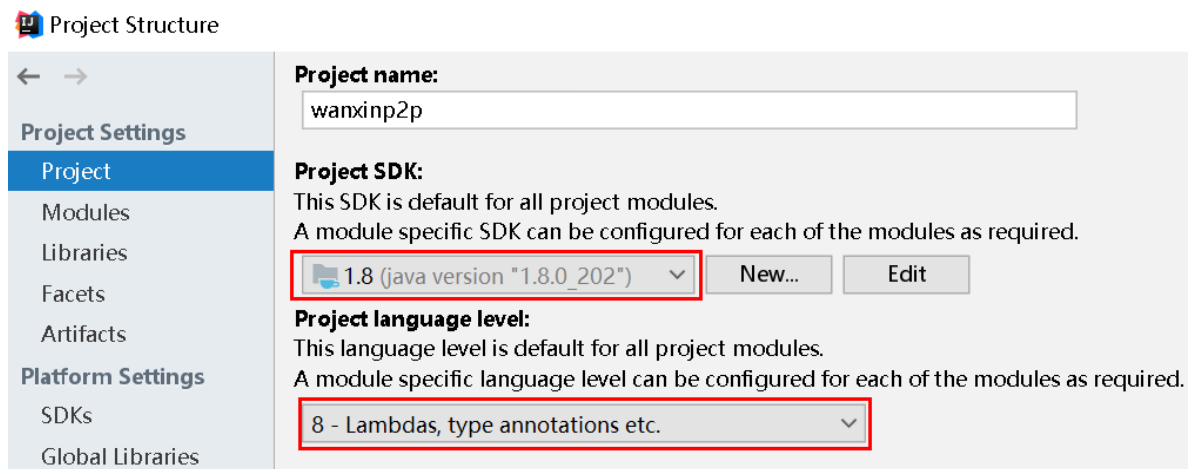 Project Structure
Project Settings
Project
Modules
Libraries
Facets
Artifacts
Platform Settings
SDKs
Global Libraries
Project name:
wanxinp2p
Project SDK:
This SDK is default for all project modules.
A module specific SDK can be configured for each of the modules as required.
1.8 (java version "1.8.0_202")
New...
Edit
Project language level:
This language level is default for all project modules.
A module specific language level can be configured for each of the modules as required.
8 - Lambdas, type annotations etc.